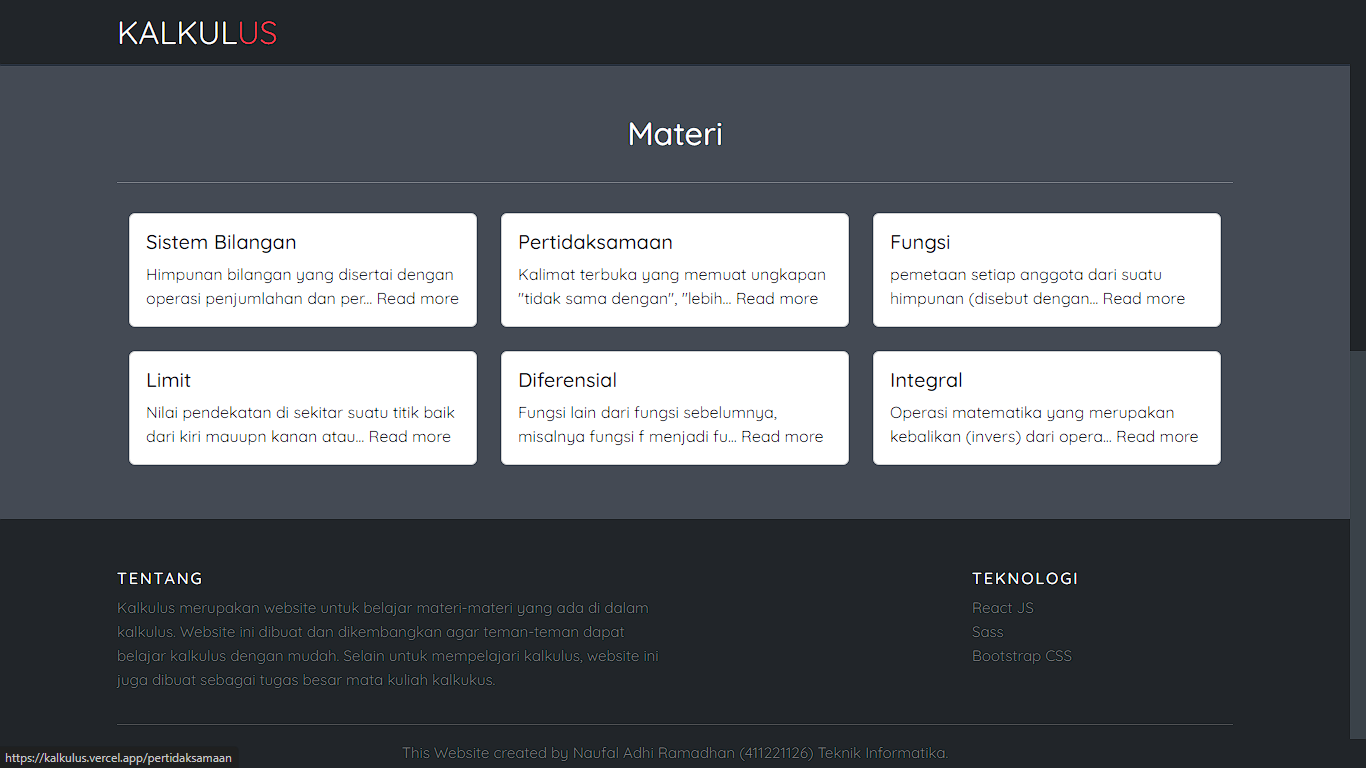 KALKULUS
Materi
Sistem Bilangan
Himpunan bilangan yang disertai dengan
operasi penjumlahan dan per... Read more
Pertidaksamaan
Kalimat terbuka yang memuat ungkapan
"tidak sama dengan", "lebih... Read more
Fungsi
pemetaan setiap anggota dari suatu
himpunan (disebut dengan... Read more
Limit
Nilai pendekatan di sekitar suatu titik baik
dari kiri mauupn kanan atau... Read more
Diferensial
Fungsi lain dari fungsi sebelumnya,
misalnya fungsi f menjadi fu... Read more
Integral
Operasi matematika yang merupakan
kebalikan (invers) dari opera... Read more
TENTANG
Kalkulus merupakan website untuk belajar materi-materi yang ada di dalam
kalkulus. Website ini dibuat dan dikembangkan agar teman-teman dapat
belajar kalkulus dengan mudah. Selain untuk mempelajari kalkulus, website ini
juga dibuat sebagai tugas besar mata kuliah kalkukus.
TEKNOLOGI
React JS
Sass
Bootstrap CSS
This Website created by Naufal Adhi Ramadhan (411221126) Teknik Informatika.
https://kalkulus.vercel.app/pertidaksamaan